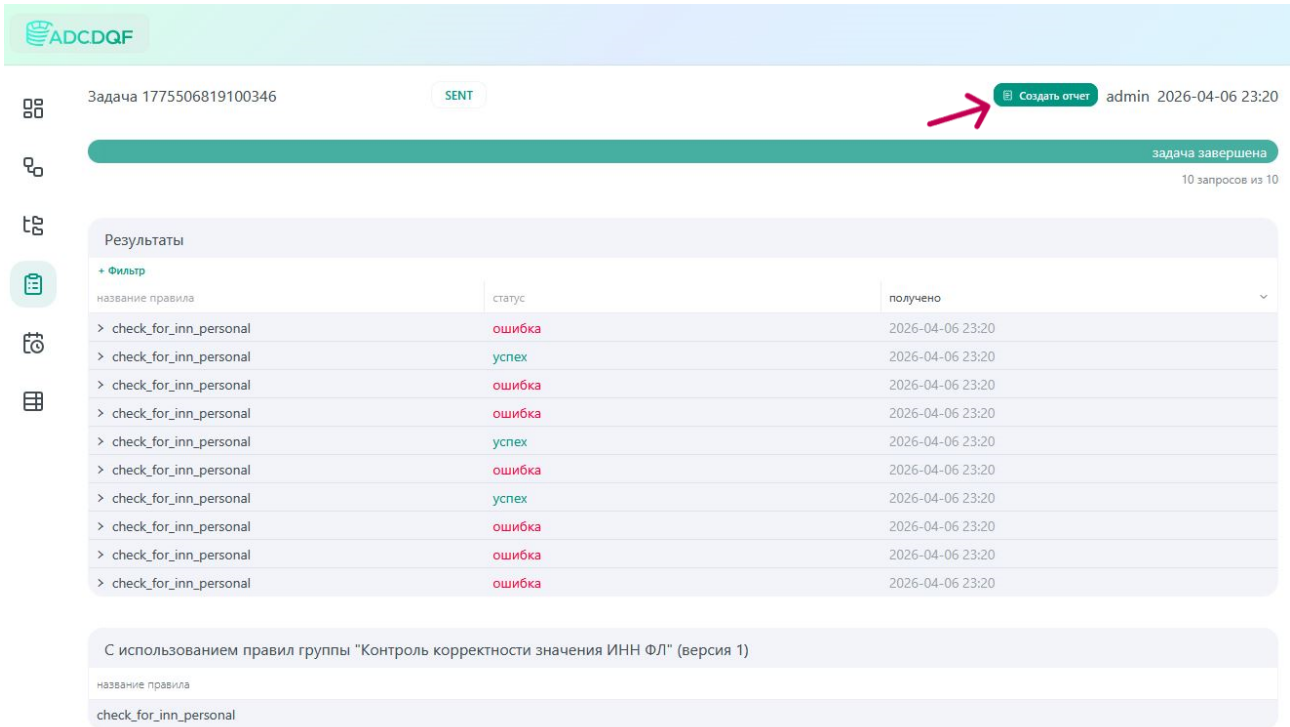 ADCDQF
Задача 1775506819100346 SENT Создать отчет admin 2026-04-06 23:20
задача завершена
10 запросов из 10
Результаты
+ Фильтр
название правила статус получено
check_for_inn_personal ошибка 2026-04-06 23:20
check_for_inn_personal успех 2026-04-06 23:20
check_for_inn_personal ошибка 2026-04-06 23:20
check_for_inn_personal ошибка 2026-04-06 23:20
check_for_inn_personal успех 2026-04-06 23:20
check_for_inn_personal ошибка 2026-04-06 23:20
check_for_inn_personal успех 2026-04-06 23:20
check_for_inn_personal ошибка 2026-04-06 23:20
check_for_inn_personal ошибка 2026-04-06 23:20
check_for_inn_personal ошибка 2026-04-06 23:20
С использованием правил группы "Контроль корректности значения ИНН ФЛ" (версия 1)
название правила
check_for_inn_personal